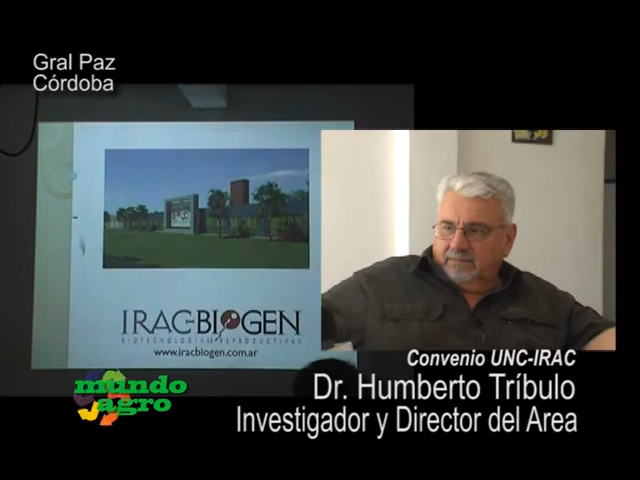 Gral Paz
Córdoba
IRAC-BIOGEN
BIOTECNOLOGIAS REPRODUCTIVAS
www.iracbiogen.com.ar
Convenio UNC-IRAC
mundo
agro
Dr. Humberto Tríbulo
Investigador y Director del Area